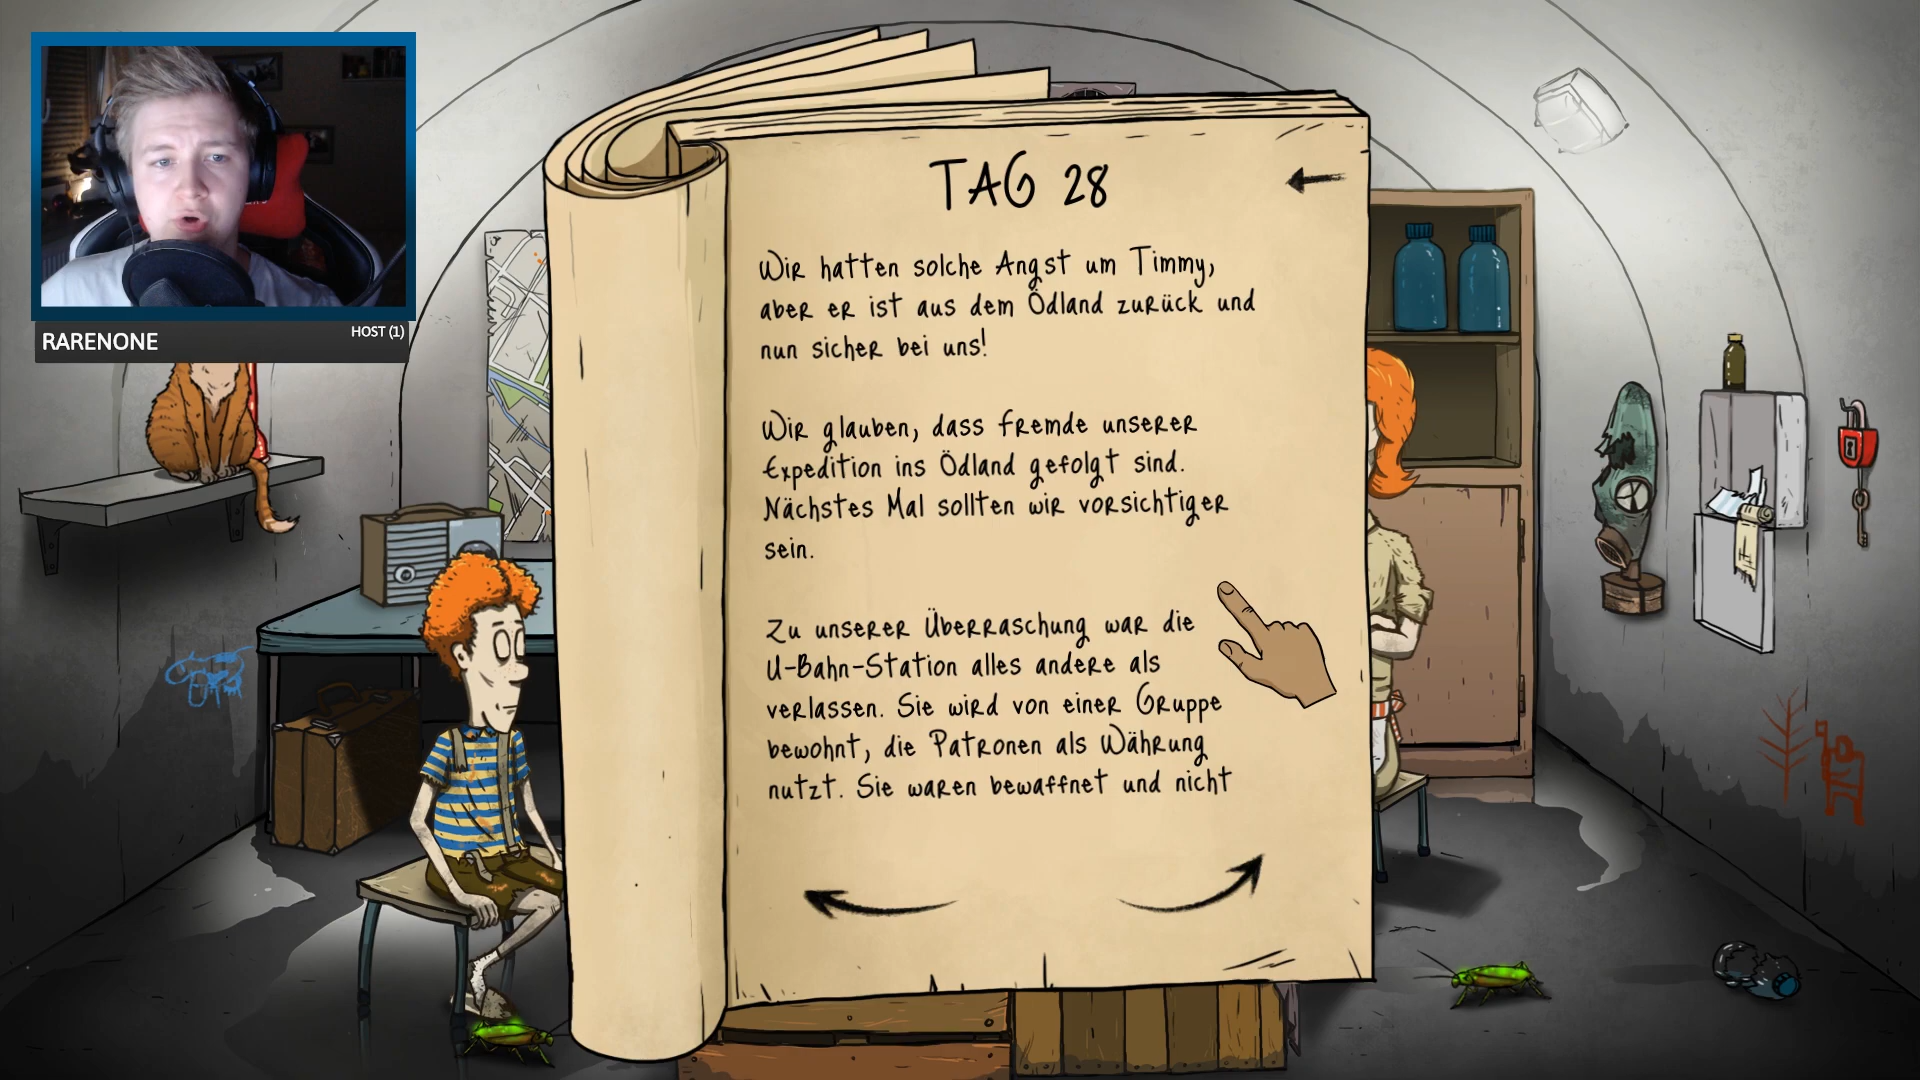 RARENONE
HOST (1)
TAG 28
Wir hatten solche Angst um Timmy,
aber er ist aus dem Ödland zurück und
nun sicher bei uns!
Wir glauben, dass Fremde unserer
Expedition ins Ödland gefolgt sind.
Nächstes Mal sollten wir vorsichtiger
sein.
Zu unserer Überraschung war die
U-Bahn-Station alles andere als
verlassen. Sie wird von einer Gruppe
bewohnt, die Patronen als Währung
nutzt. Sie waren bewaffnet und nicht